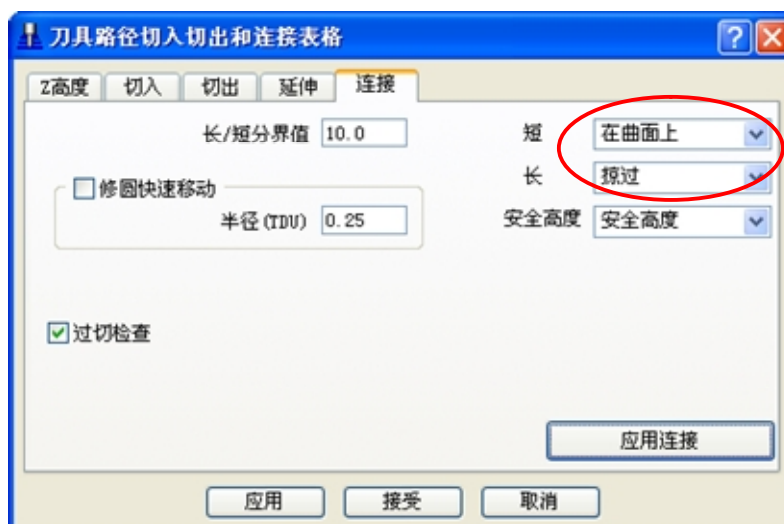 刀具路径切入切出和连接表格
Z高度 切入 切出 延伸 连接
长/短分界值 10.0 短 在曲面上
长 掠过
修圆快速移动
半径(TDU) 0.25 安全高度 安全高度
过切检查
应用连接
应用 接受 取消